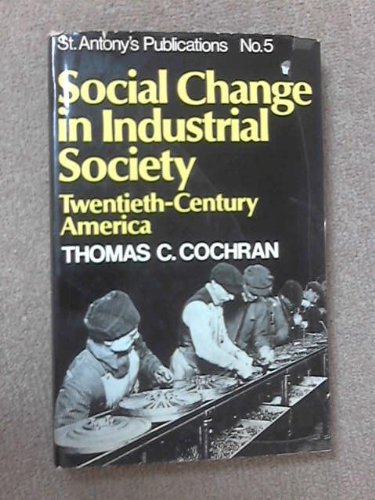 St. Antony's Publications No.5
Social Change
in Industrial
Society
Twentieth-Century
America
THOMAS C. COCHRAN